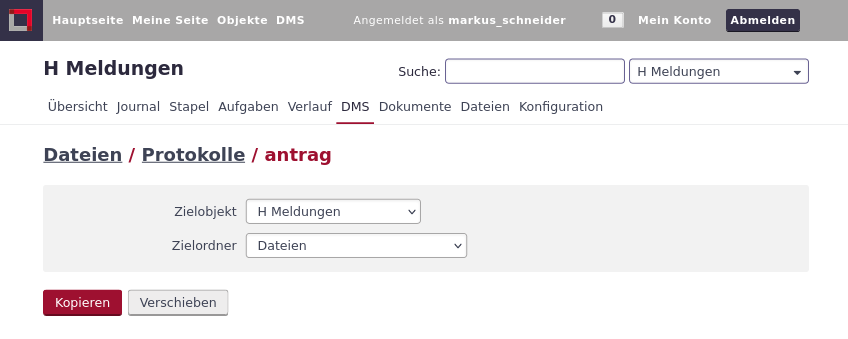 Hauptseite Meine Seite Objekte DMS Angemeldet als markus_schneider 0 Mein Konto Abmelden
H Meldungen Suche: H Meldungen
Übersicht Journal Stapel Aufgaben Verlauf DMS Dokumente Dateien Konfiguration
Dateien / Protokolle / antrag
Zielobjekt H Meldungen
Zielordner Dateien
Kopieren Verschieben